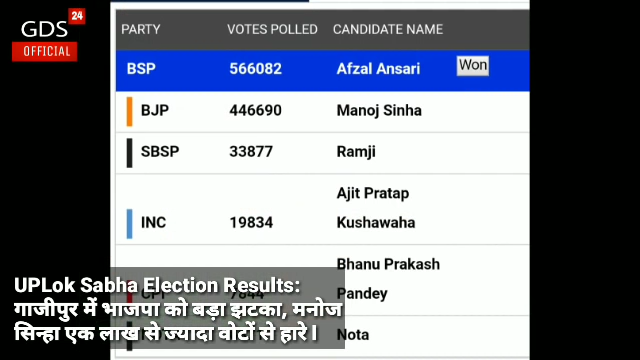 GDS 24
OFFICIAL
PARTY VOTES POLLED CANDIDATE NAME
BSP 566082 Afzal Ansari Won
BJP 446690 Manoj Sinha
SBSP 33877 Ramji
Ajit Pratap
INC 19834 Kushawaha
Bhanu Prakash
CPI 7844 Pandey
Nota
UPLok Sabha Election Results:
गाजीपुर में भाजपा को बड़ा झटका, मनोज
सिन्हा एक लाख से ज्यादा वोटों से हारे।